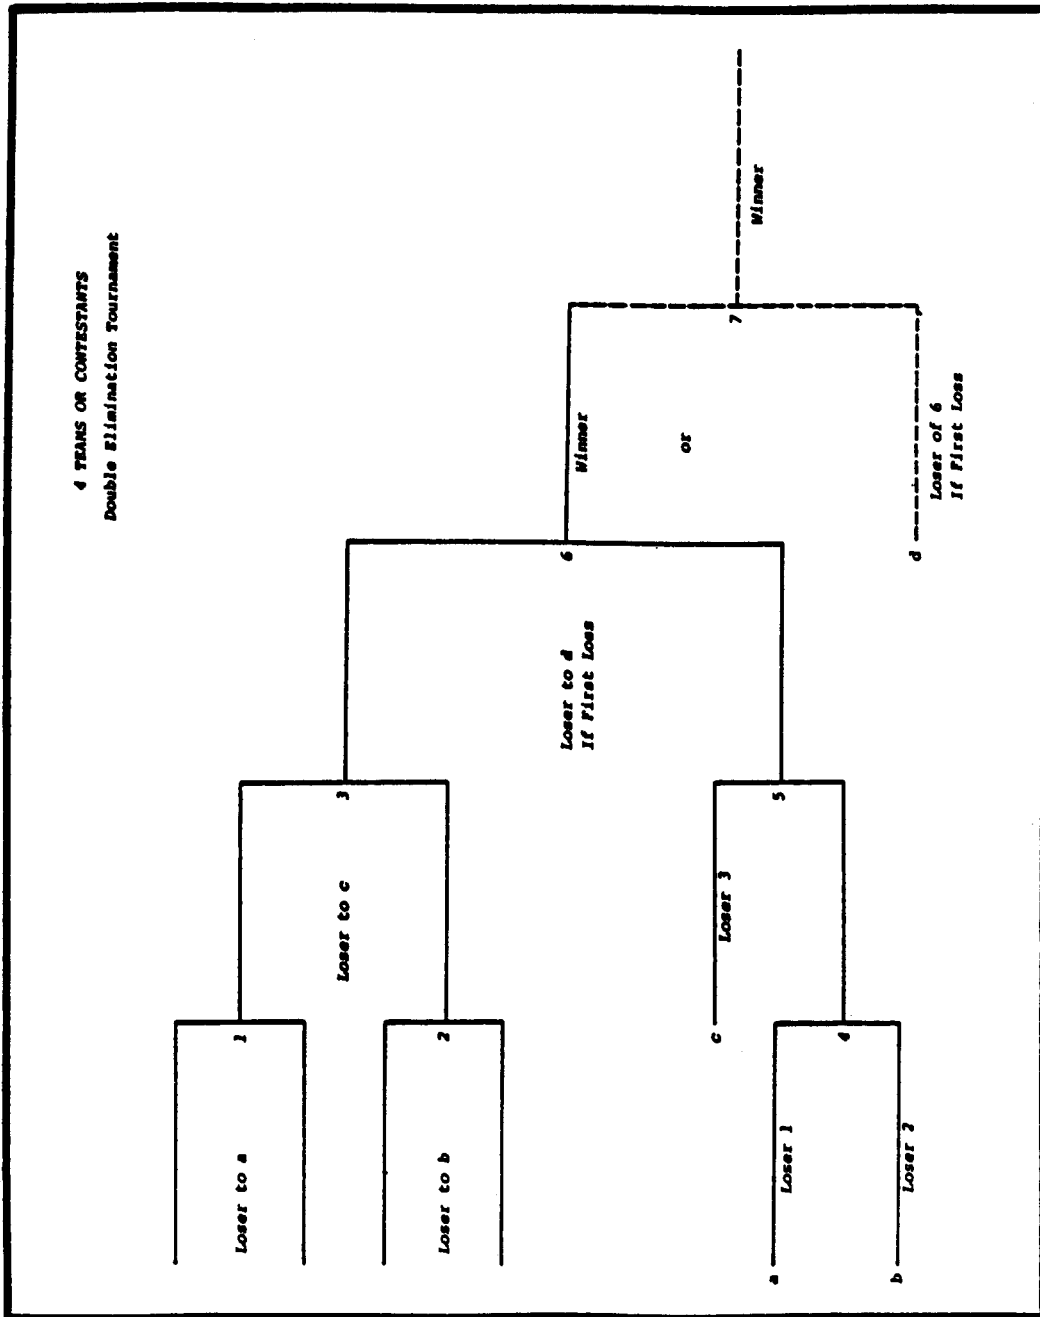 4 TEAMS OR CONTESTANTS
Double Elimination Tournament
Loser to a
1
Loser to b
2
Loser to c
3
Loser to d
If First Loss
6
Winner
or
7
Winner
c
Loser 3
5
a
Loser 1
4
b
Loser 2
d
Loser of 6
If First Loss